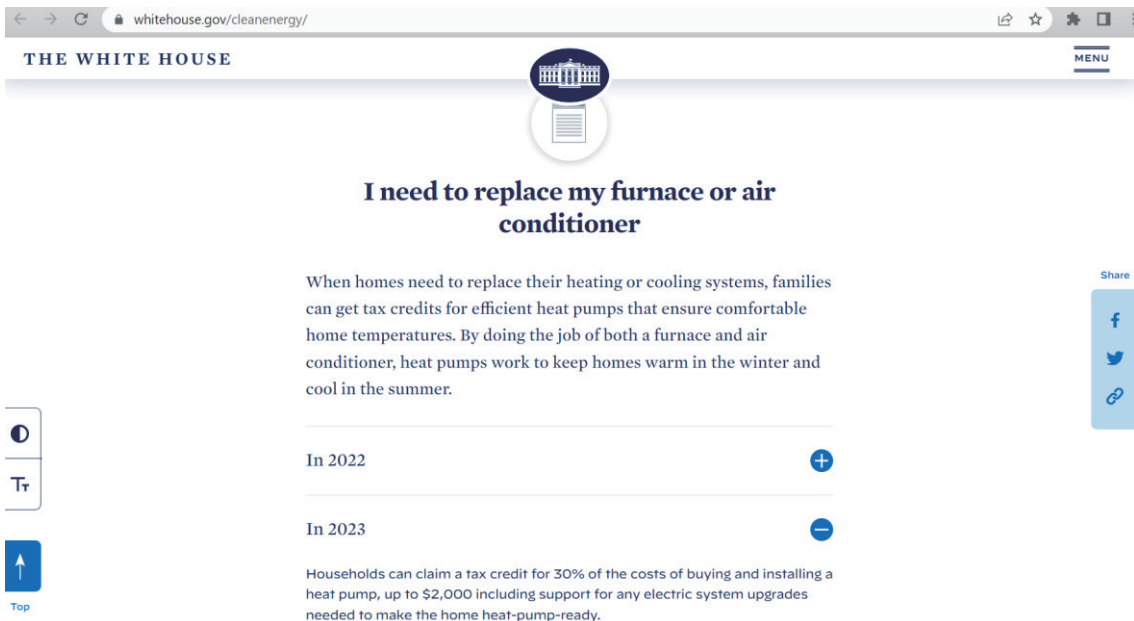 whitehouse.gov/cleanenergy/
THE WHITE HOUSE
MENU
I need to replace my furnace or air
conditioner
When homes need to replace their heating or cooling systems, families
can get tax credits for efficient heat pumps that ensure comfortable
home temperatures. By doing the job of both a furnace and air
conditioner, heat pumps work to keep homes warm in the winter and
cool in the summer.
Share
In 2022
In 2023
Households can claim a tax credit for 30% of the costs of buying and installing a
heat pump, up to $2,000 including support for any electric system upgrades
needed to make the home heat-pump-ready.
Tт
Top